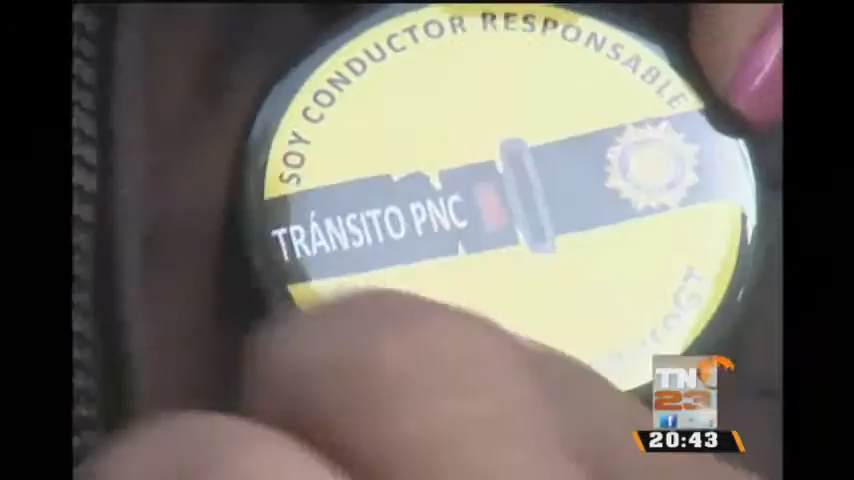 SOY CONDUCTOR RESPONSABLE
TRÁNSITO PNC
TN
23
20:43